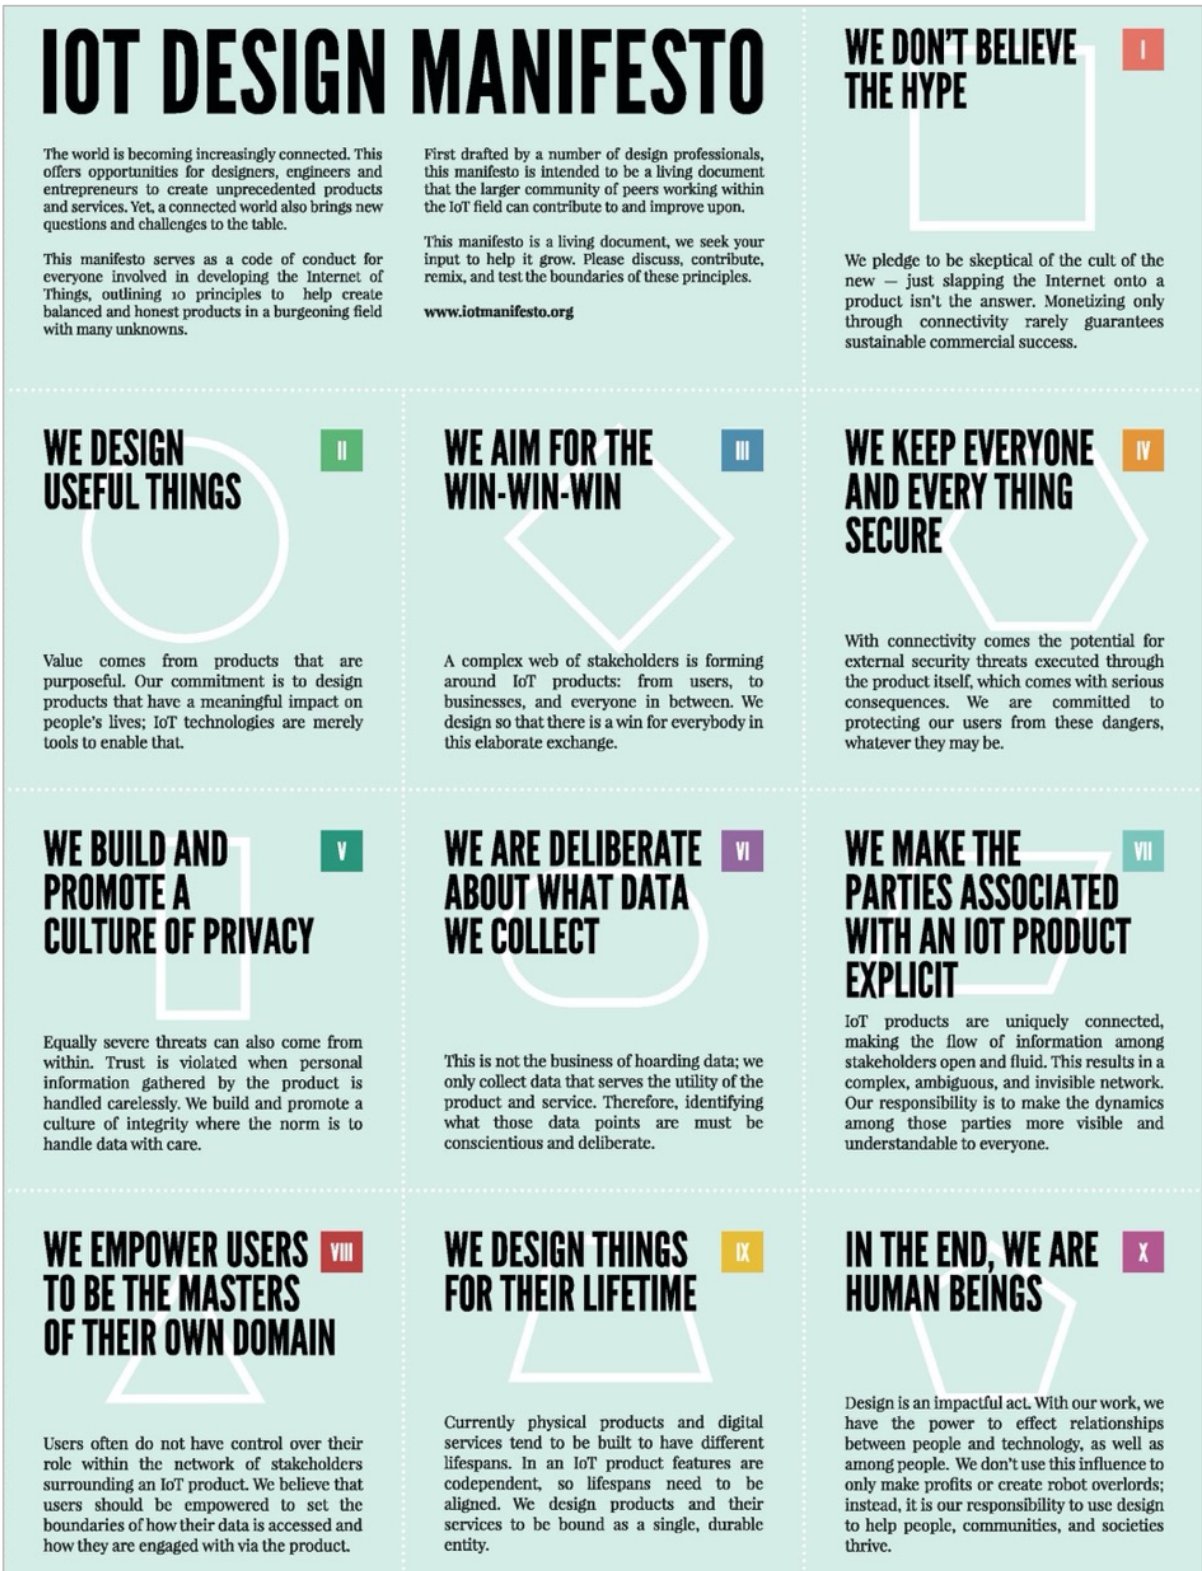 IOT DESIGN MANIFESTO
The world is becoming increasingly connected. This
offers opportunities for designers, engineers and
entrepreneurs to create unprecedented products
and services. Yet, a connected world also brings new
questions and challenges to the table.
This manifesto serves as a code of conduct for
everyone involved in developing the Internet of
Things, outlining 10 principles to help create
balanced and honest products in a burgeoning field
with many unknowns.
First drafted by a number of design professionals,
this manifesto is intended to be a living document
that the larger community of peers working within
the IoT field can contribute to and improve upon.
This manifesto is a living document, we seek your
input to help it grow. Please discuss, contribute,
remix, and test the boundaries of these principles.
www.iotmanifesto.org
WE DON'T BELIEVE
THE HYPE
I
We pledge to be skeptical of the cult of the
new — just slapping the Internet onto a
product isn't the answer. Monetizing only
through connectivity rarely guarantees
sustainable commercial success.
WE DESIGN
USEFUL THINGS
II
Value comes from products that are
purposeful. Our commitment is to design
products that have a meaningful impact on
people's lives; IoT technologies are merely
tools to enable that.
WE AIM FOR THE
WIN-WIN-WIN
III
A complex web of stakeholders is forming
around IoT products: from users, to
businesses, and everyone in between. We
design so that there is a win for everybody in
this elaborate exchange.
WE KEEP EVERYONE
AND EVERY THING
SECURE
IV
With connectivity comes the potential for
external security threats executed through
the product itself, which comes with serious
consequences. We are committed to
protecting our users from these dangers,
whatever they may be.
WE BUILD AND
PROMOTE A
CULTURE OF PRIVACY
V
Equally severe threats can also come from
within. Trust is violated when personal
information gathered by the product is
handled carelessly. We build and promote a
culture of integrity where the norm is to
handle data with care.
WE ARE DELIBERATE
ABOUT WHAT DATA
WE COLLECT
VI
This is not the business of hoarding data; we
only collect data that serves the utility of the
product and service. Therefore, identifying
what those data points are must be
conscientious and deliberate.
WE MAKE THE
PARTIES ASSOCIATED
WITH AN IOT PRODUCT
EXPLICIT
VII
IoT products are uniquely connected,
making the flow of information among
stakeholders open and fluid. This results in a
complex, ambiguous, and invisible network.
Our responsibility is to make the dynamics
among those parties more visible and
understandable to everyone.
WE EMPOWER USERS
TO BE THE MASTERS
OF THEIR OWN DOMAIN
VIII
Users often do not have control over their
role within the network of stakeholders
surrounding an IoT product. We believe that
users should be empowered to set the
boundaries of how their data is accessed and
how they are engaged with via the product.
WE DESIGN THINGS
FOR THEIR LIFETIME
IX
Currently physical products and digital
services tend to be built to have different
lifespans. In an IoT product features are
codependent, so lifespans need to be
aligned. We design products and their
services to be bound as a single, durable
entity.
IN THE END, WE ARE
HUMAN BEINGS
X
Design is an impactful act. With our work, we
have the power to effect relationships
between people and technology, as well as
among people. We don't use this influence to
only make profits or create robot overlords;
instead, it is our responsibility to use design
to help people, communities, and societies
thrive.